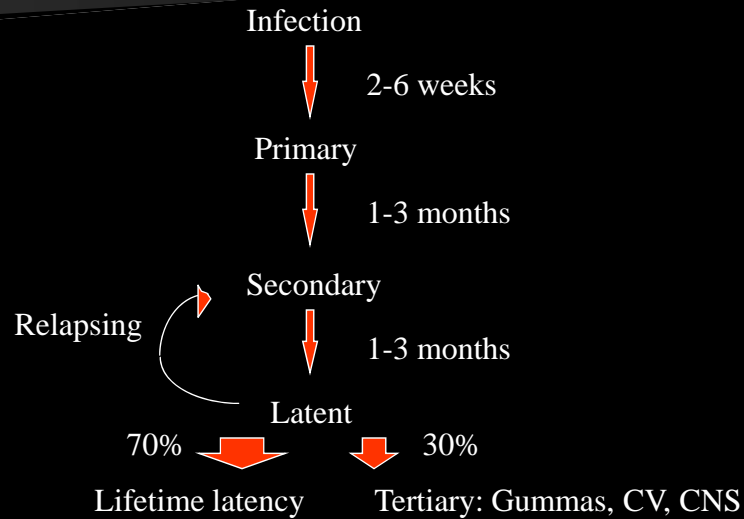 Infection
2-6 weeks
Primary
1-3 months
Secondary
Relapsing
1-3 months
Latent
70%
30%
Lifetime latency
Tertiary: Gummas, CV, CNS